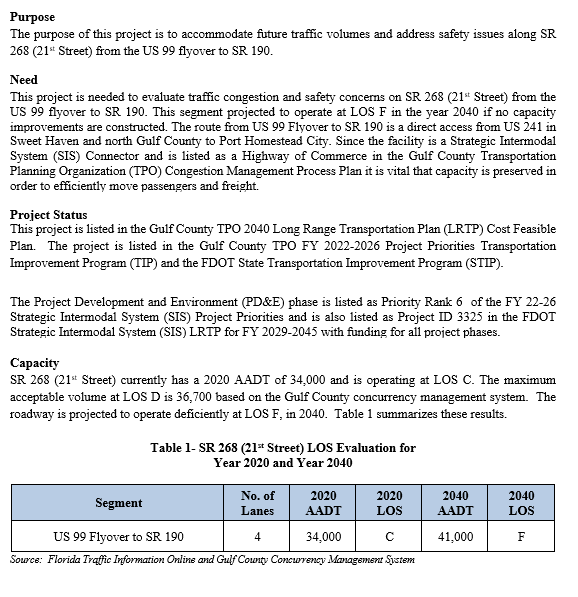 Purpose
The purpose of this project is to accommodate future traffic volumes and address safety issues along SR
268 (21st Street) from the US 99 flyover to SR 190.
Need
This project is needed to evaluate traffic congestion and safety concerns on SR 268 (21st Street) from the
US 99 flyover to SR 190. This segment projected to operate at LOS F in the year 2040 if no capacity
improvements are constructed. The route from US 99 Flyover to SR 190 is a direct access from US 241 in
Sweet Haven and north Gulf County to Port Homestead City. Since the facility is a Strategic Intermodal
System (SIS) Connector and is listed as a Highway of Commerce in the Gulf County Transportation
Planning Organization (TPO) Congestion Management Process Plan it is vital that capacity is preserved in
order to efficiently move passengers and freight.
Project Status
This project is listed in the Gulf County TPO 2040 Long Range Transportation Plan (LRTP) Cost Feasible
Plan. The project is listed in the Gulf County TPO FY 2022-2026 Project Priorities Transportation
Improvement Program (TIP) and the FDOT State Transportation Improvement Program (STIP).
The Project Development and Environment (PD&E) phase is listed as Priority Rank 6 of the FY 22-26
Strategic Intermodal System (SIS) Project Priorities and is also listed as Project ID 3325 in the FDOT
Strategic Intermodal System (SIS) LRTP for FY 2029-2045 with funding for all project phases.
Capacity
SR 268 (21st Street) currently has a 2020 AADT of 34,000 and is operating at LOS C. The maximum
acceptable volume at LOS D is 36,700 based on the Gulf County concurrency management system. The
roadway is projected to operate deficiently at LOS F, in 2040. Table 1 summarizes these results.
Table 1- SR 268 (21st Street) LOS Evaluation for
Year 2020 and Year 2040
Segment No. of Lanes 2020 AADT 2020 LOS 2040 AADT 2040 LOS
US 99 Flyover to SR 190 4 34,000 C 41,000 F
Source: Florida Traffic Information Online and Gulf County Concurrency Management System